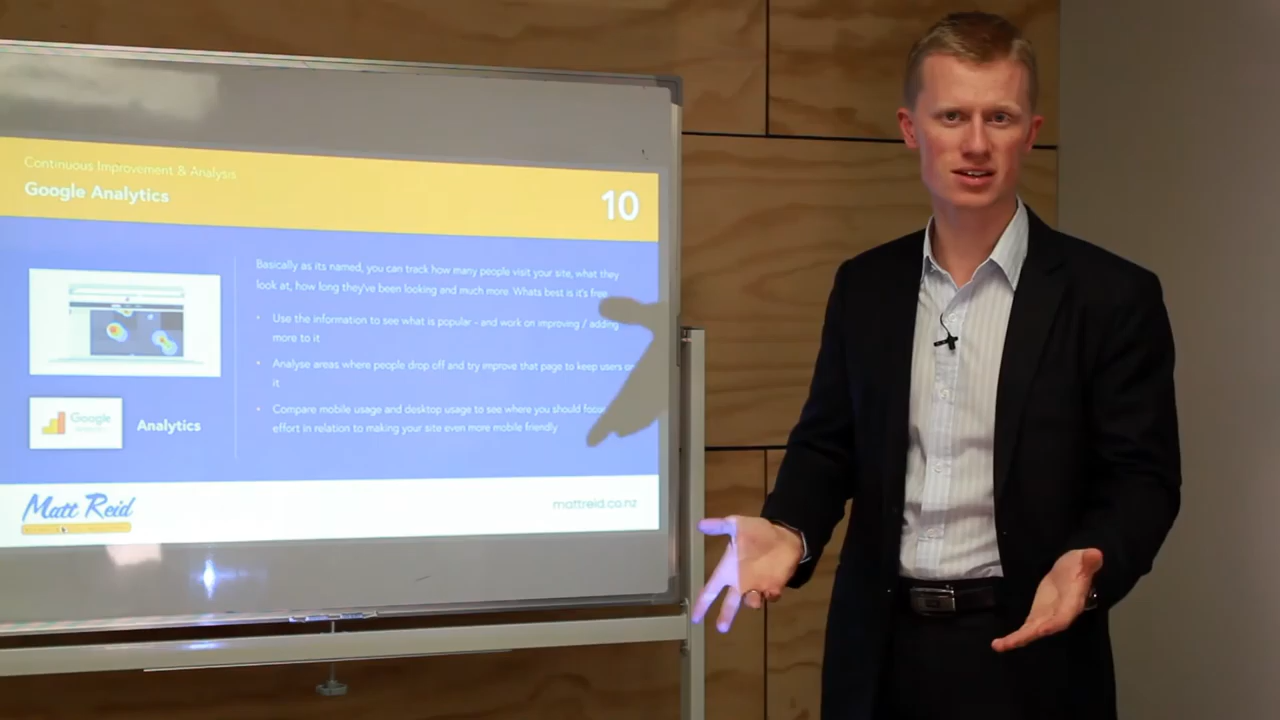 Continuous Improvement & Analysis
Google Analytics
10
Basically as its named, you can track how many people visit your site, what they
look at, how long they've been looking and much more. Whats best is it's free
• Use the information to see what is popular - and work on improving / adding
more to it
• Analyse areas where people drop off and try improve that page to keep users on
it
• Compare mobile usage and desktop usage to see where you should focus
effort in relation to making your site even more mobile friendly
Google
Analytics
Matt Reid
mattreid.co.nz